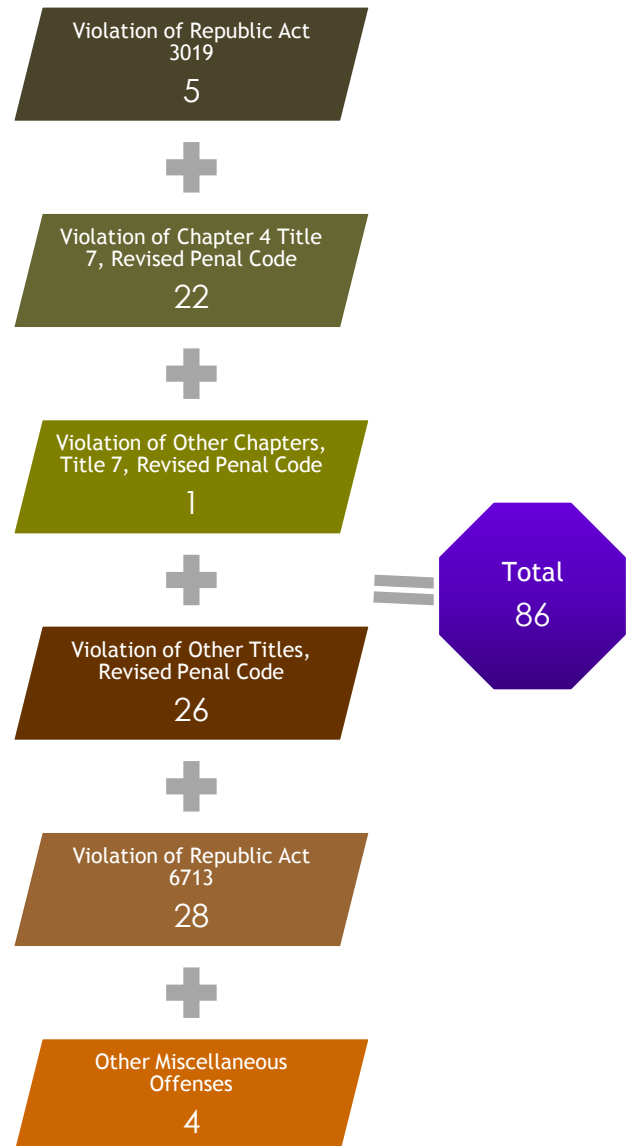 Violation of Republic Act
3019
5
Violation of Chapter 4 Title
7, Revised Penal Code
22
Violation of Other Chapters,
Title 7, Revised Penal Code
1
Violation of Other Titles,
Revised Penal Code
26
Violation of Republic Act
6713
28
Other Miscellaneous
Offenses
4
Total
86